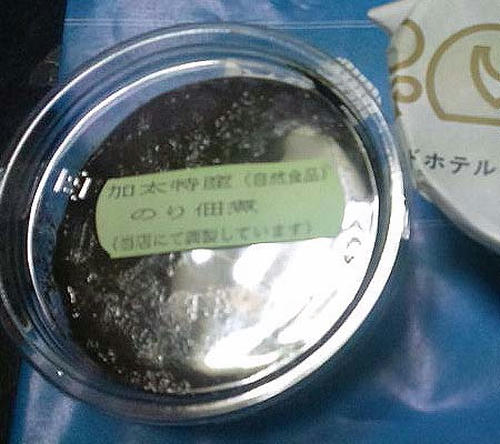 加太特産（自然食品）
のり佃煮
（当店にて調製しています）
ドホテル